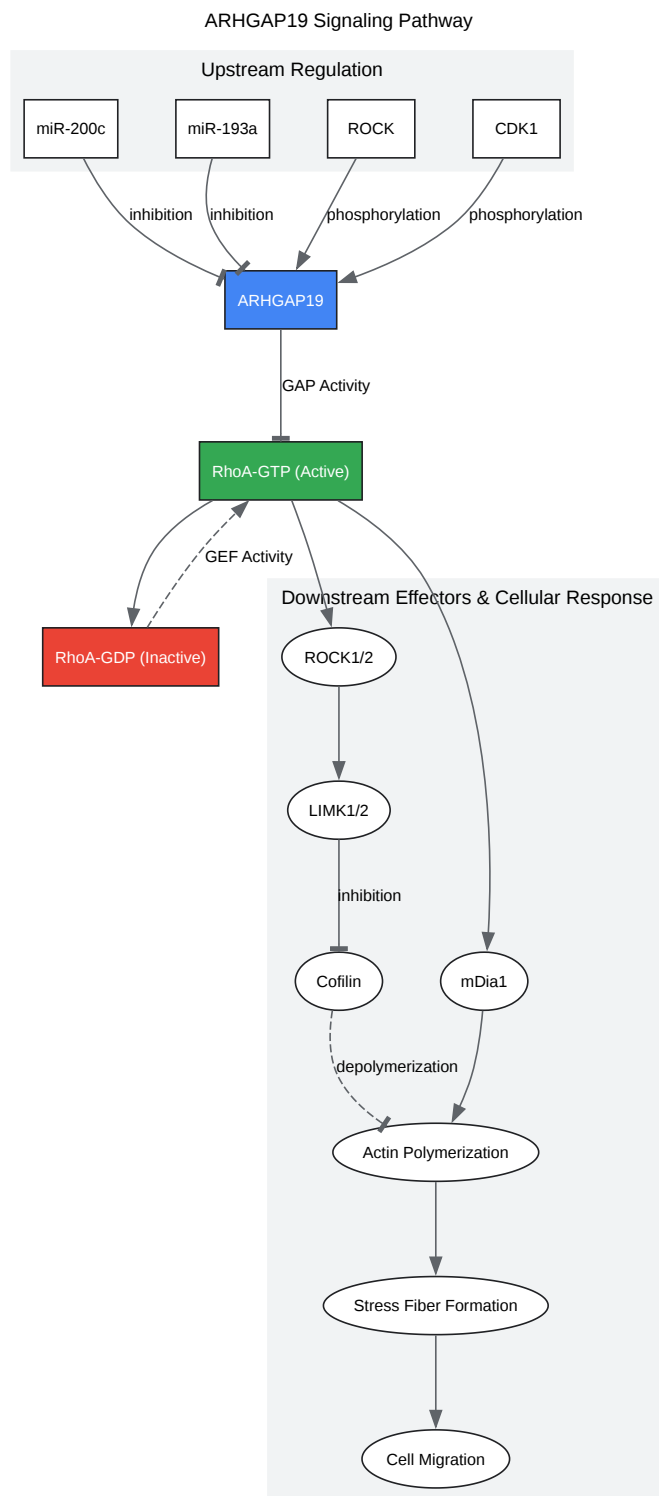 ARHGAP19 Signaling Pathway
Upstream Regulation
miR-200c
miR-193a
ROCK
CDK1
inhibition
inhibition
phosphorylation
phosphorylation
ARHGAP19
GAP Activity
RhoA-GTP (Active)
GEF Activity
Downstream Effectors & Cellular Response
RhoA-GDP (Inactive)
ROCK1/2
LIMK1/2
inhibition
Cofilin
mDia1
depolymerization
Actin Polymerization
Stress Fiber Formation
Cell Migration